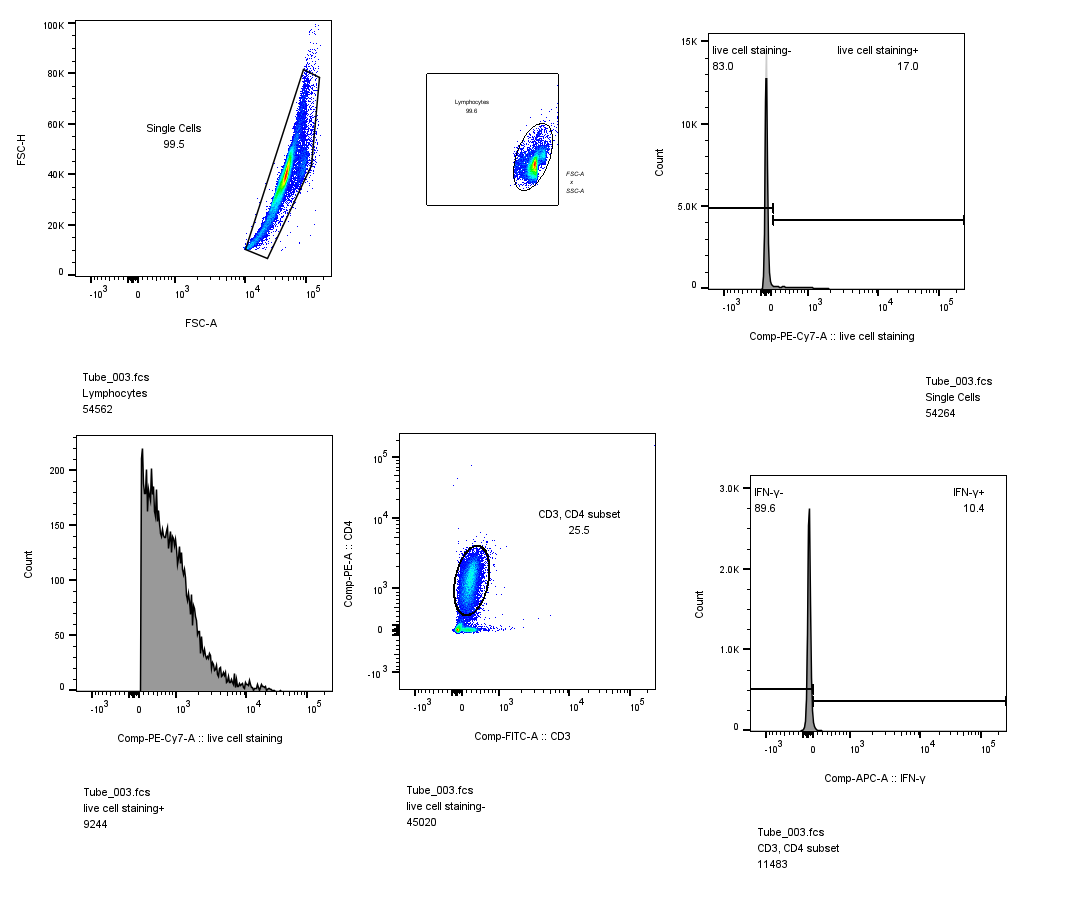 100K
80K
60K
40K
20K
0
FSC-H
Single Cells
99.5
-10³ 0 10³ 10⁴ 10⁵
FSC-A
Tube_003.fcs
Lymphocytes
54562
Lymphocytes
99.6
FSC-A
x
SSC-A
15K
10K
5.0K
0
Count
live cell staining-
83.0
live cell staining+
17.0
-10³ 0 10³ 10⁴ 10⁵
Comp-PE-Cy7-A :: live cell staining
Tube_003.fcs
Single Cells
54264
200
150
100
50
0
Count
-10³ 0 10³ 10⁴ 10⁵
Comp-PE-Cy7-A :: live cell staining
Tube_003.fcs
live cell staining+
9244
10⁵
10⁴
10³
0
-10³
Comp-PE-A :: CD4
CD3, CD4 subset
25.5
-10³ 0 10³ 10⁴ 10⁵
Comp-FITC-A :: CD3
Tube_003.fcs
live cell staining-
45020
3.0K
2.0K
1.0K
0
Count
IFN-γ-
89.6
IFN-γ+
10.4
-10³ 0 10³ 10⁴ 10⁵
Comp-APC-A :: IFN-γ
Tube_003.fcs
CD3, CD4 subset
11483